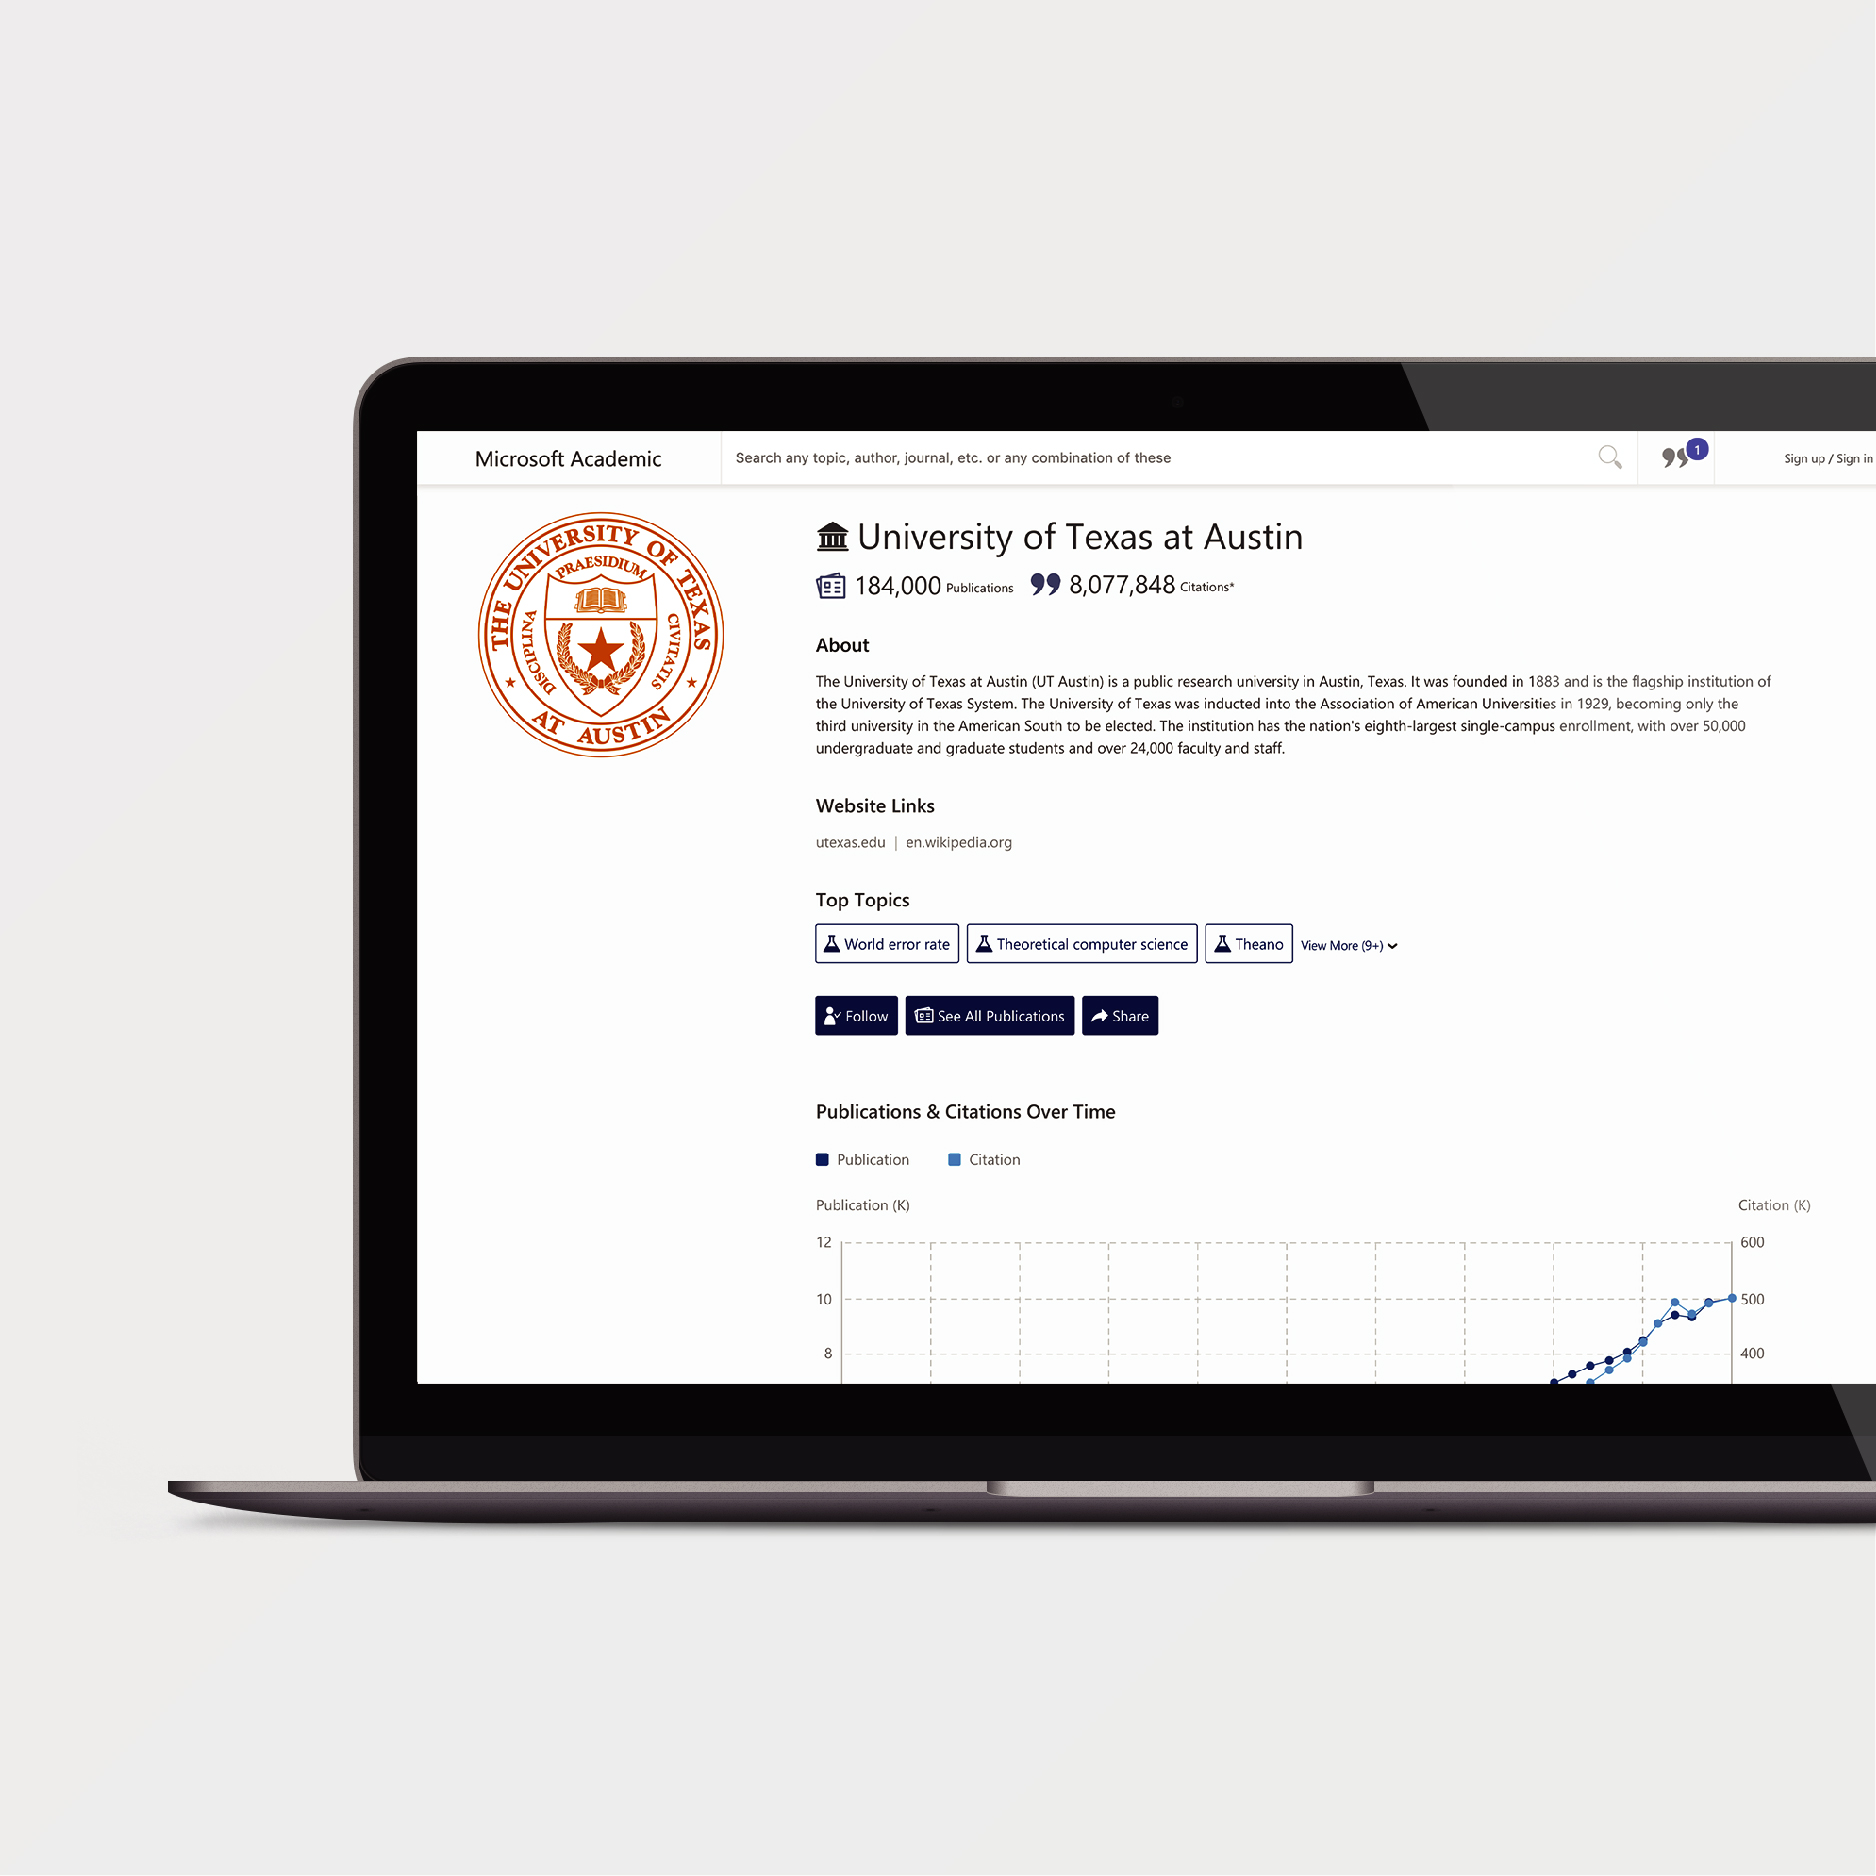 Microsoft Academic
Search any topic, author, journal, etc. or any combination of these
1
Sign up / Sign in
THE UNIVERSITY OF TEXAS
AT AUSTIN
PRAESIDIUM
DISCIPLINA
CIVITATIS
University of Texas at Austin
184,000 Publications 8,077,848 Citations*
About
The University of Texas at Austin (UT Austin) is a public research university in Austin, Texas. It was founded in 1883 and is the flagship institution of
the University of Texas System. The University of Texas was inducted into the Association of American Universities in 1929, becoming only the
third university in the American South to be elected. The institution has the nation's eighth-largest single-campus enrollment, with over 50,000
undergraduate and graduate students and over 24,000 faculty and staff.
Website Links
utexas.edu | en.wikipedia.org
Top Topics
World error rate Theoretical computer science Theano View More (9+)
Follow See All Publications Share
Publications & Citations Over Time
Publication Citation
Publication (K) Citation (K)
12 600
10 500
8 400